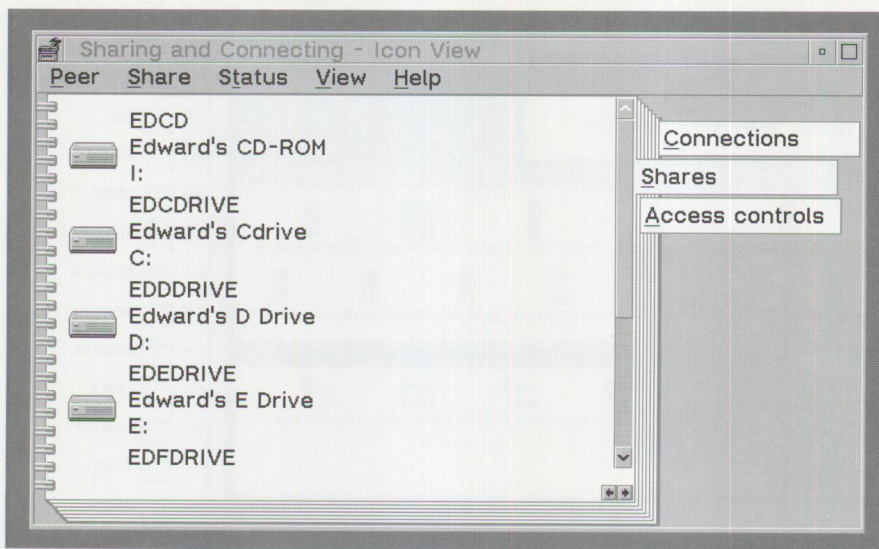 Sharing and Connecting - Icon View
Peer Share Status View Help
EDCD
Edward's CD-ROM
I:
EDCDRIVE
Edward's Cdrive
C:
EDDDRIVE
Edward's D Drive
D:
EDEDRIVE
Edward's E Drive
E:
EDFDRIVE
Connections
Shares
Access controls